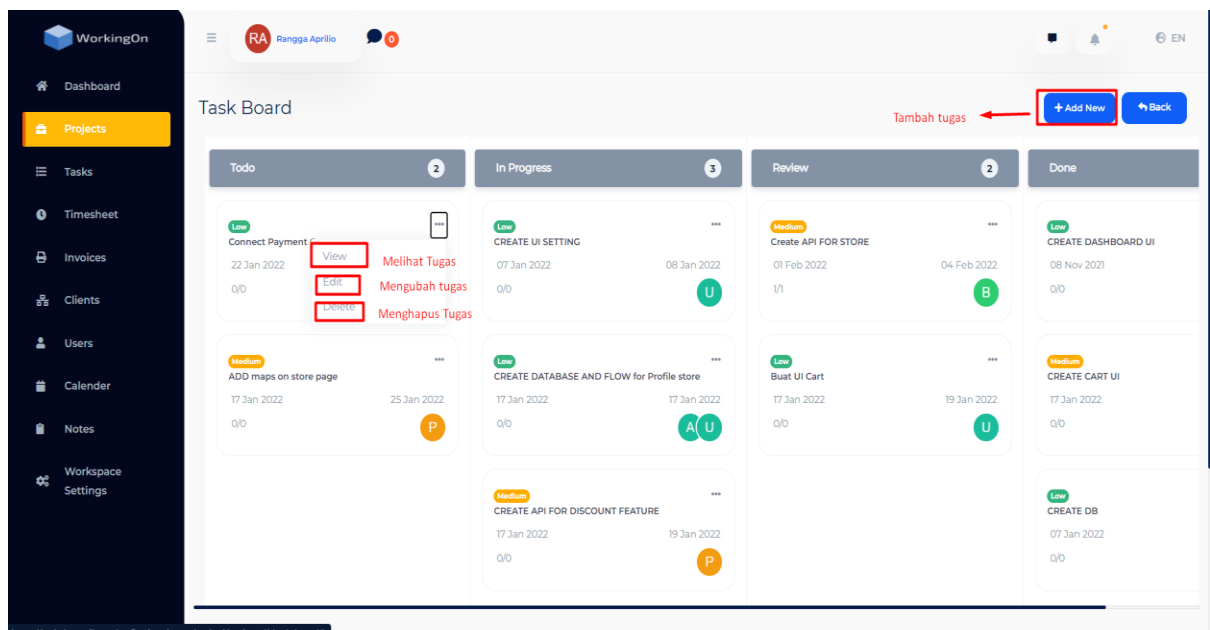 WorkingOn
RA Rangga Aprilio 0
EN
Dashboard
Projects
Tasks
Timesheet
Invoices
Clients
Users
Calender
Notes
Workspace
Settings
Task Board
Tambah tugas
+ Add New
Back
Todo 2
Low
Connect Payment
22 Jan 2022
0/0
View
Edit
Delete
Melihat Tugas
Mengubah tugas
Menghapus Tugas
Medium
ADD maps on store page
17 Jan 2022 25 Jan 2022
0/0 P
In Progress 3
Low
CREATE UI SETTING
07 Jan 2022 08 Jan 2022
0/0 U
Low
CREATE DATABASE AND FLOW for Profile store
17 Jan 2022 17 Jan 2022
0/0 A U
Medium
CREATE API FOR DISCOUNT FEATURE
17 Jan 2022 19 Jan 2022
0/0 P
Review 2
Medium
Create API FOR STORE
01 Feb 2022 04 Feb 2022
1/1 B
Low
Buat UI Cart
17 Jan 2022 19 Jan 2022
0/0 U
Done
Low
CREATE DASHBOARD UI
08 Nov 2021
0/0
Medium
CREATE CART UI
17 Jan 2022
0/0
Low
CREATE DB
07 Jan 2022
0/0